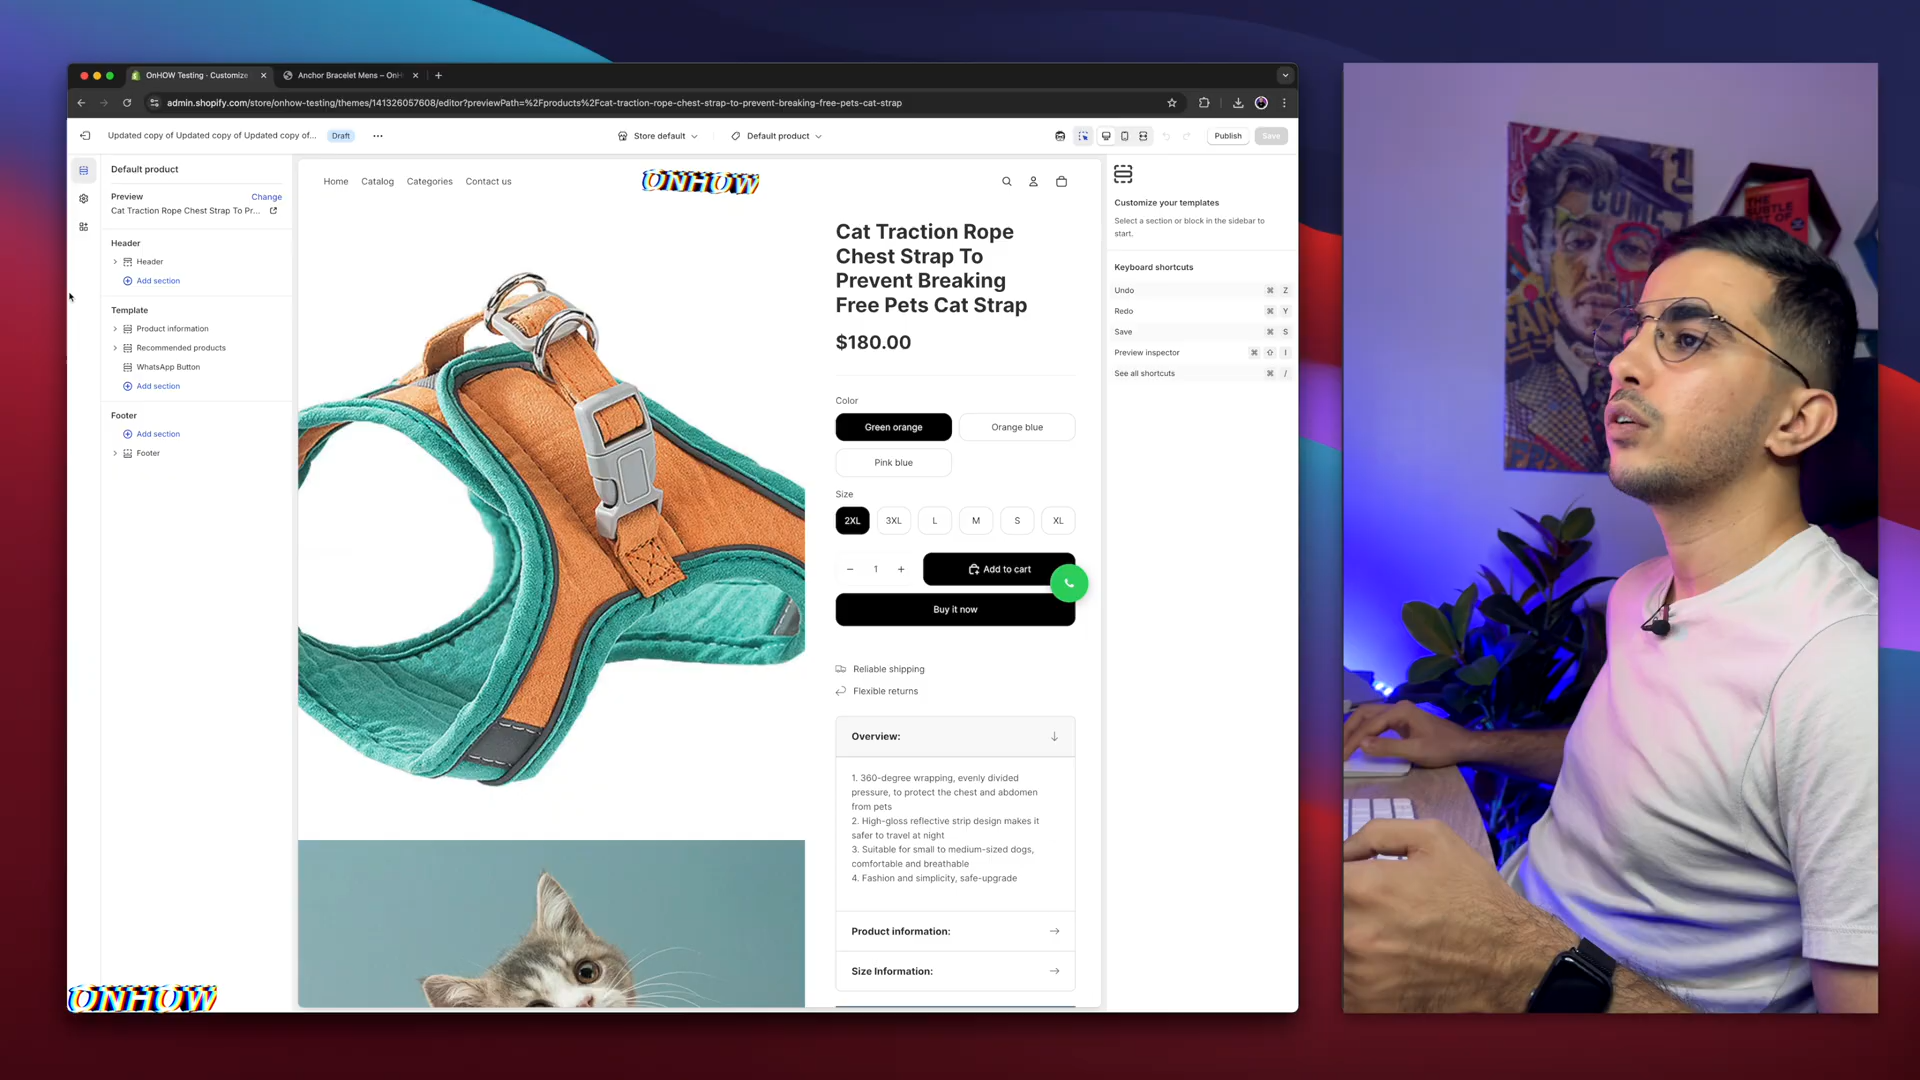 OnHOW Testing · Customize
Anchor Bracelet Mens – OnH
admin.shopify.com/store/onhow-testing/themes/141326057608/editor?previewPath=%2Fproducts%2Fcat-traction-rope-chest-strap-to-prevent-breaking-free-pets-cat-strap
Updated copy of Updated copy of Updated copy of...
Draft
Store default
Default product
Publish
Save
Default product
Preview
Change
Cat Traction Rope Chest Strap To Pr...
Header
Header
Add section
Template
Product information
Recommended products
WhatsApp Button
Add section
Footer
Add section
Footer
Home
Catalog
Categories
Contact us
ONHOW
Cat Traction Rope
Chest Strap To
Prevent Breaking
Free Pets Cat Strap
$180.00
Color
Green orange
Orange blue
Pink blue
Size
2XL
3XL
L
M
S
XL
− 1 +
Add to cart
Buy it now
Reliable shipping
Flexible returns
Overview:
1. 360-degree wrapping, evenly divided
pressure, to protect the chest and abdomen
from pets
2. High-gloss reflective strip design makes it
safer to travel at night
3. Suitable for small to medium-sized dogs,
comfortable and breathable
4. Fashion and simplicity, safe-upgrade
Product information:
Size Information:
Customize your templates
Select a section or block in the sidebar to
start.
Keyboard shortcuts
Undo ⌘ Z
Redo ⌘ Y
Save ⌘ S
Preview inspector ⌘ ⇧ I
See all shortcuts ⌘ /
THE
SUBTLE
ONHOW